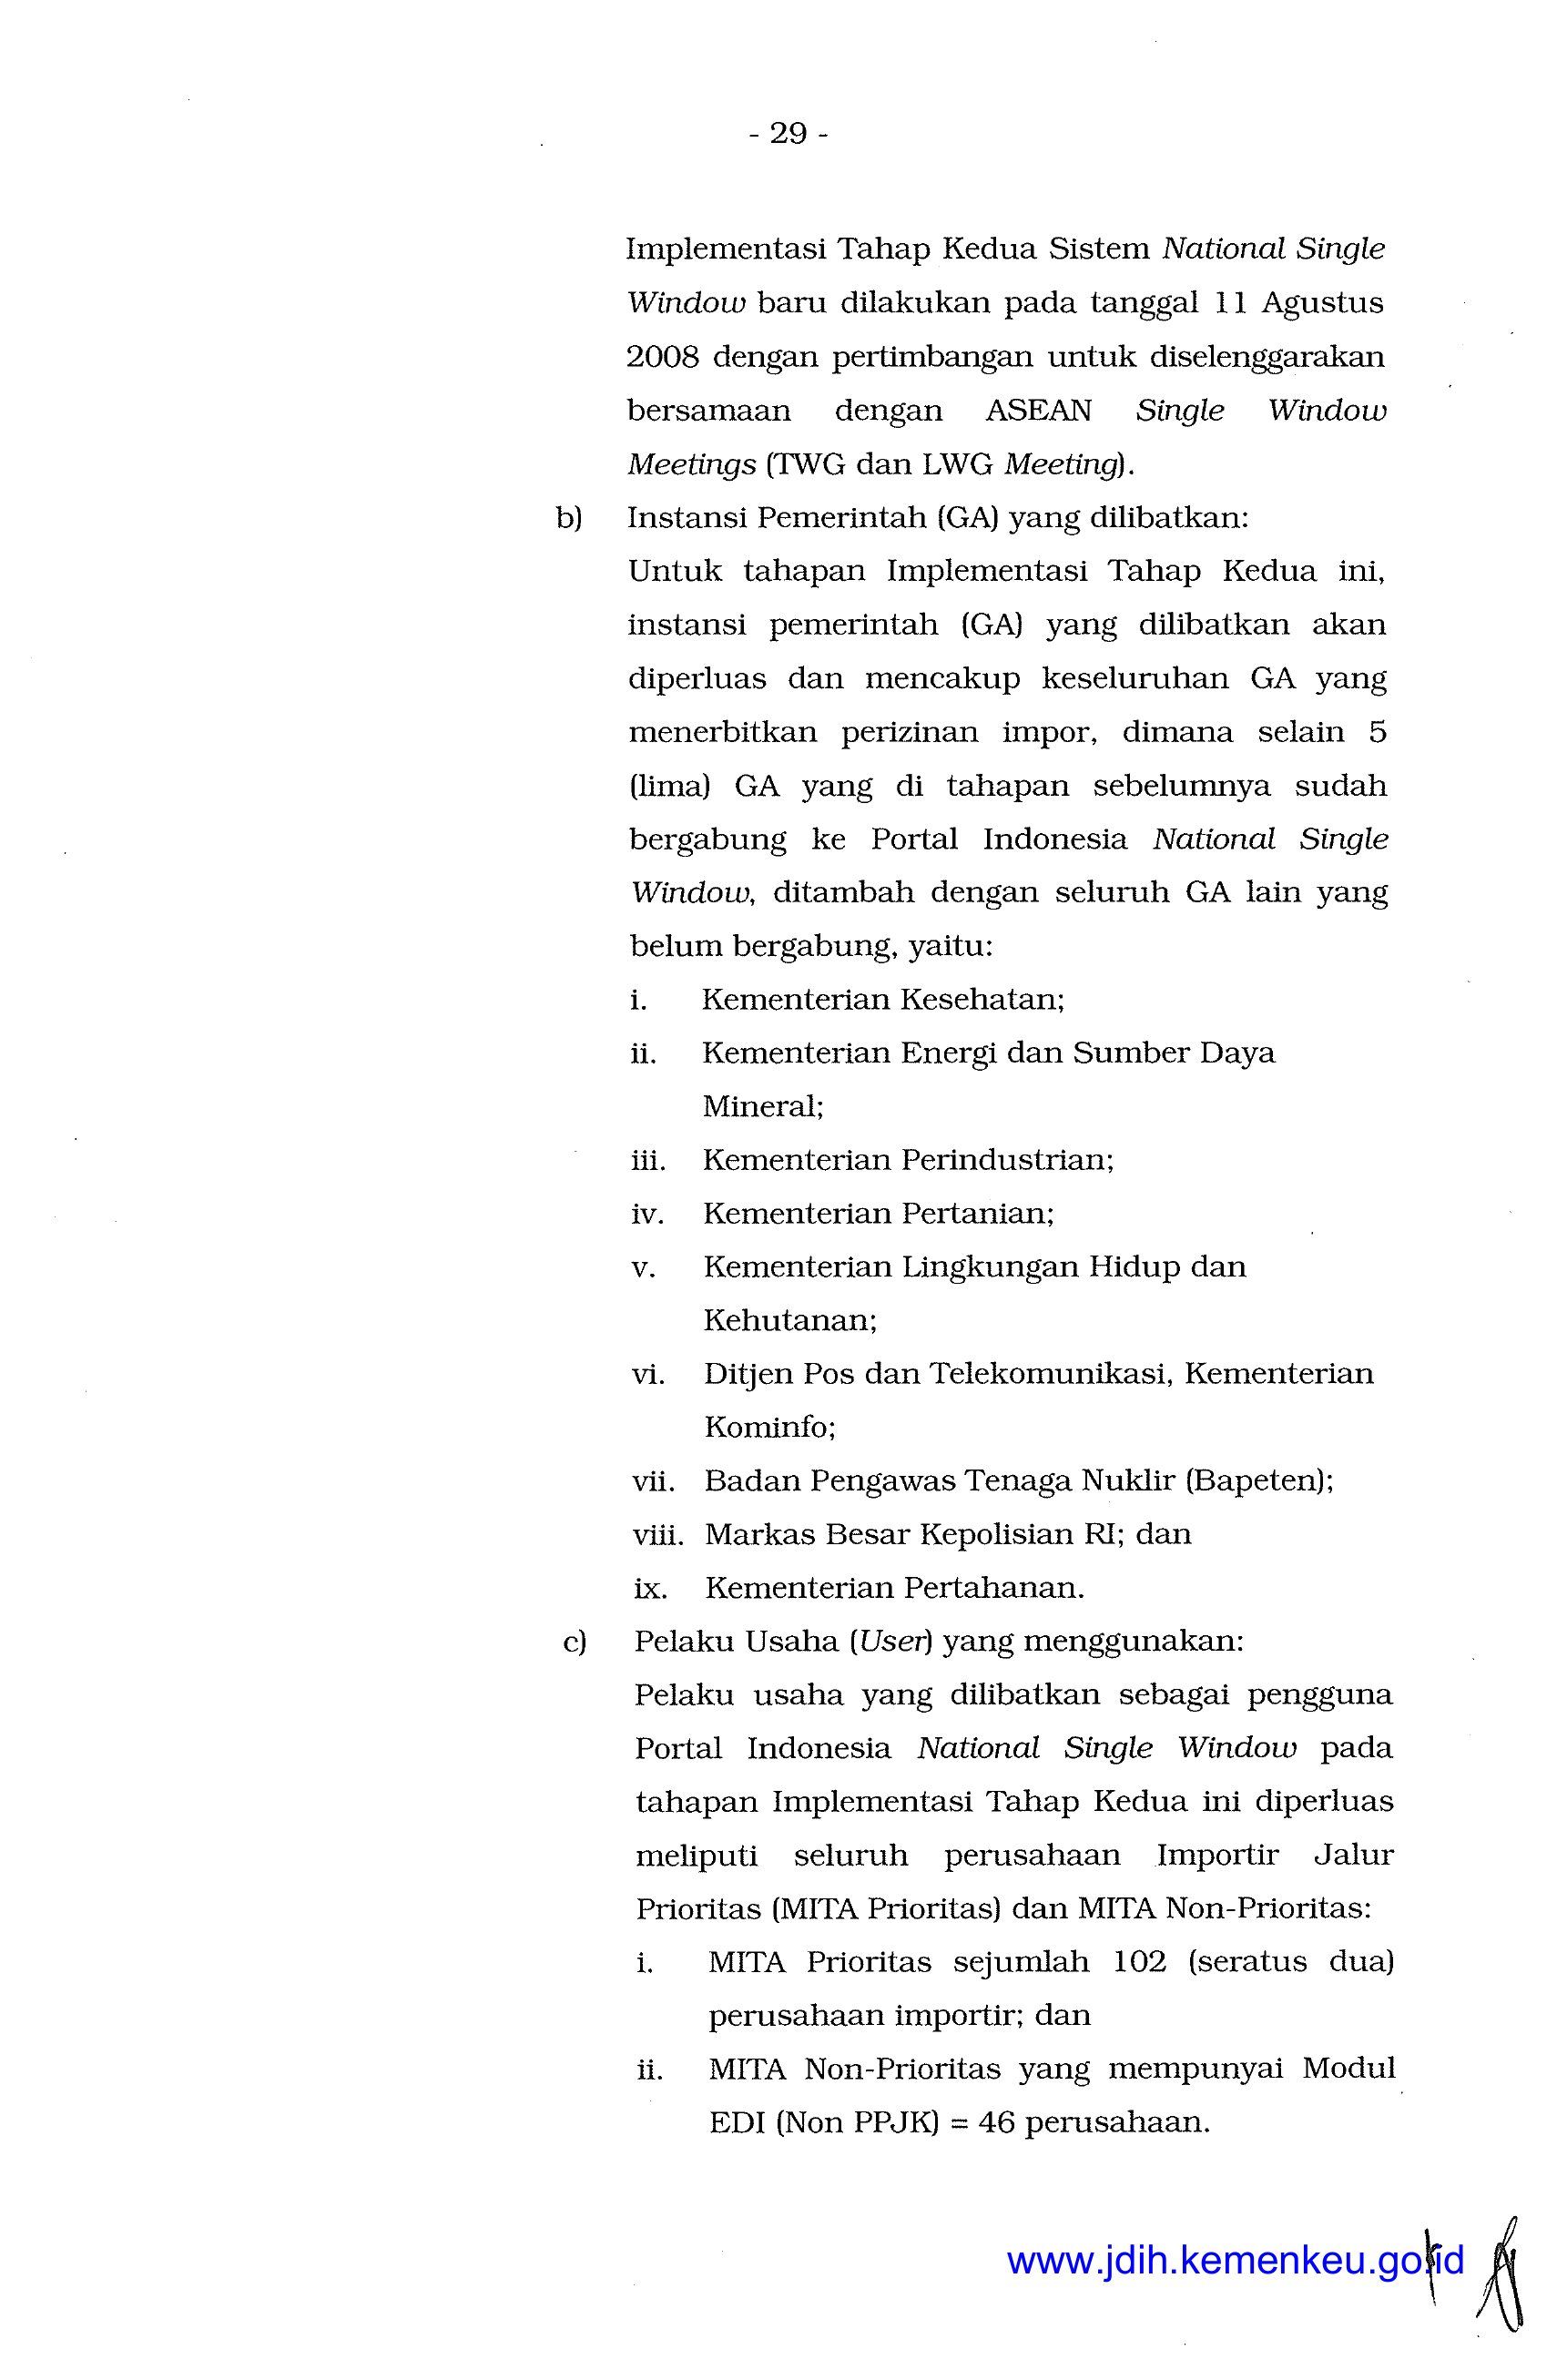 - 29 -
Implementasi Tahap Kedua Sistem National Single
Window baru dilakukan pada tanggal 11 Agustus
2008 dengan pertimbangan untuk diselenggarakan
bersamaan dengan ASEAN Single Window
Meetings (TWG dan LWG Meeting).
b) Instansi Pemerintah (GA) yang dilibatkan:
Untuk tahapan Implementasi Tahap Kedua ini,
instansi pemerintah (GA) yang dilibatkan akan
diperluas dan mencakup keseluruhan GA yang
menerbitkan perizinan impor, dimana selain 5
(lima) GA yang di tahapan sebelumnya sudah
bergabung ke Portal Indonesia National Single
Window, ditambah dengan seluruh GA lain yang
belum bergabung, yaitu:
i. Kementerian Kesehatan;
ii. Kementerian Energi dan Sumber Daya
Mineral;
iii. Kementerian Perindustrian;
iv. Kementerian Pertanian;
v. Kementerian Lingkungan Hidup dan
Kehutanan;
vi. Ditjen Pos dan Telekomunikasi, Kementerian
Kominfo;
vii. Badan Pengawas Tenaga Nuklir (Bapeten);
viii. Markas Besar Kepolisian RI; dan
ix. Kementerian Pertahanan.
c) Pelaku Usaha (User) yang menggunakan:
Pelaku usaha yang dilibatkan sebagai pengguna
Portal Indonesia National Single Window pada
tahapan Implementasi Tahap Kedua ini diperluas
meliputi seluruh perusahaan Importir Jalur
Prioritas (MITA Prioritas) dan MITA Non-Prioritas:
i. MITA Prioritas sejumlah 102 (seratus dua)
perusahaan importir; dan
ii. MITA Non-Prioritas yang mempunyai Modul
EDI (Non PPJK) = 46 perusahaan.
www.jdih.kemenkeu.go.id